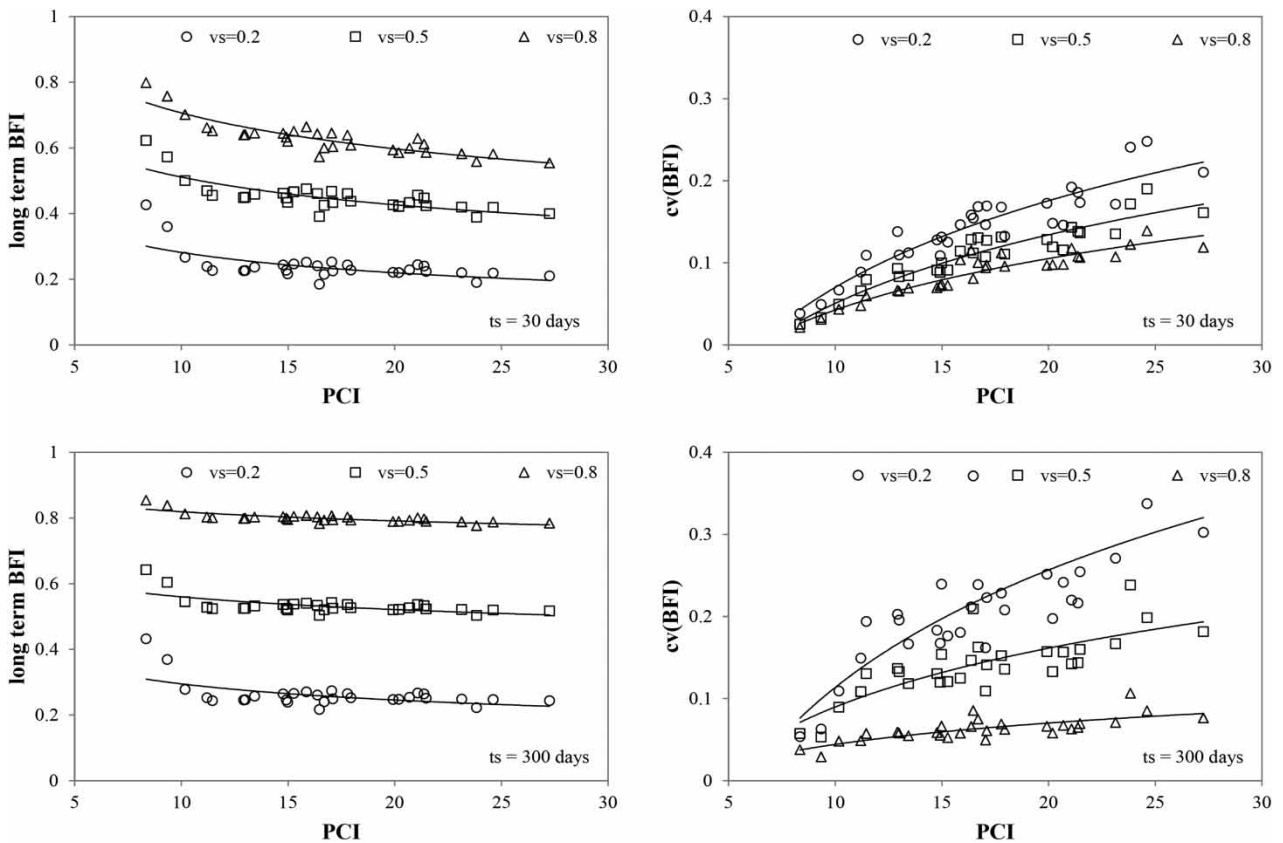 long term BFI
1
0.8
0.6
0.4
0.2
0
vs=0.2 vs=0.5 vs=0.8
ts = 30 days
5 10 15 20 25 30
PCI
cv(BFI)
0.4
0.3
0.2
0.1
0
vs=0.2 vs=0.5 vs=0.8
ts = 30 days
5 10 15 20 25 30
PCI
long term BFI
1
0.8
0.6
0.4
0.2
0
vs=0.2 vs=0.5 vs=0.8
ts = 300 days
5 10 15 20 25 30
PCI
cv(BFI)
0.4
0.3
0.2
0.1
0
vs=0.2 vs=0.5 vs=0.8
ts = 300 days
5 10 15 20 25 30
PCI